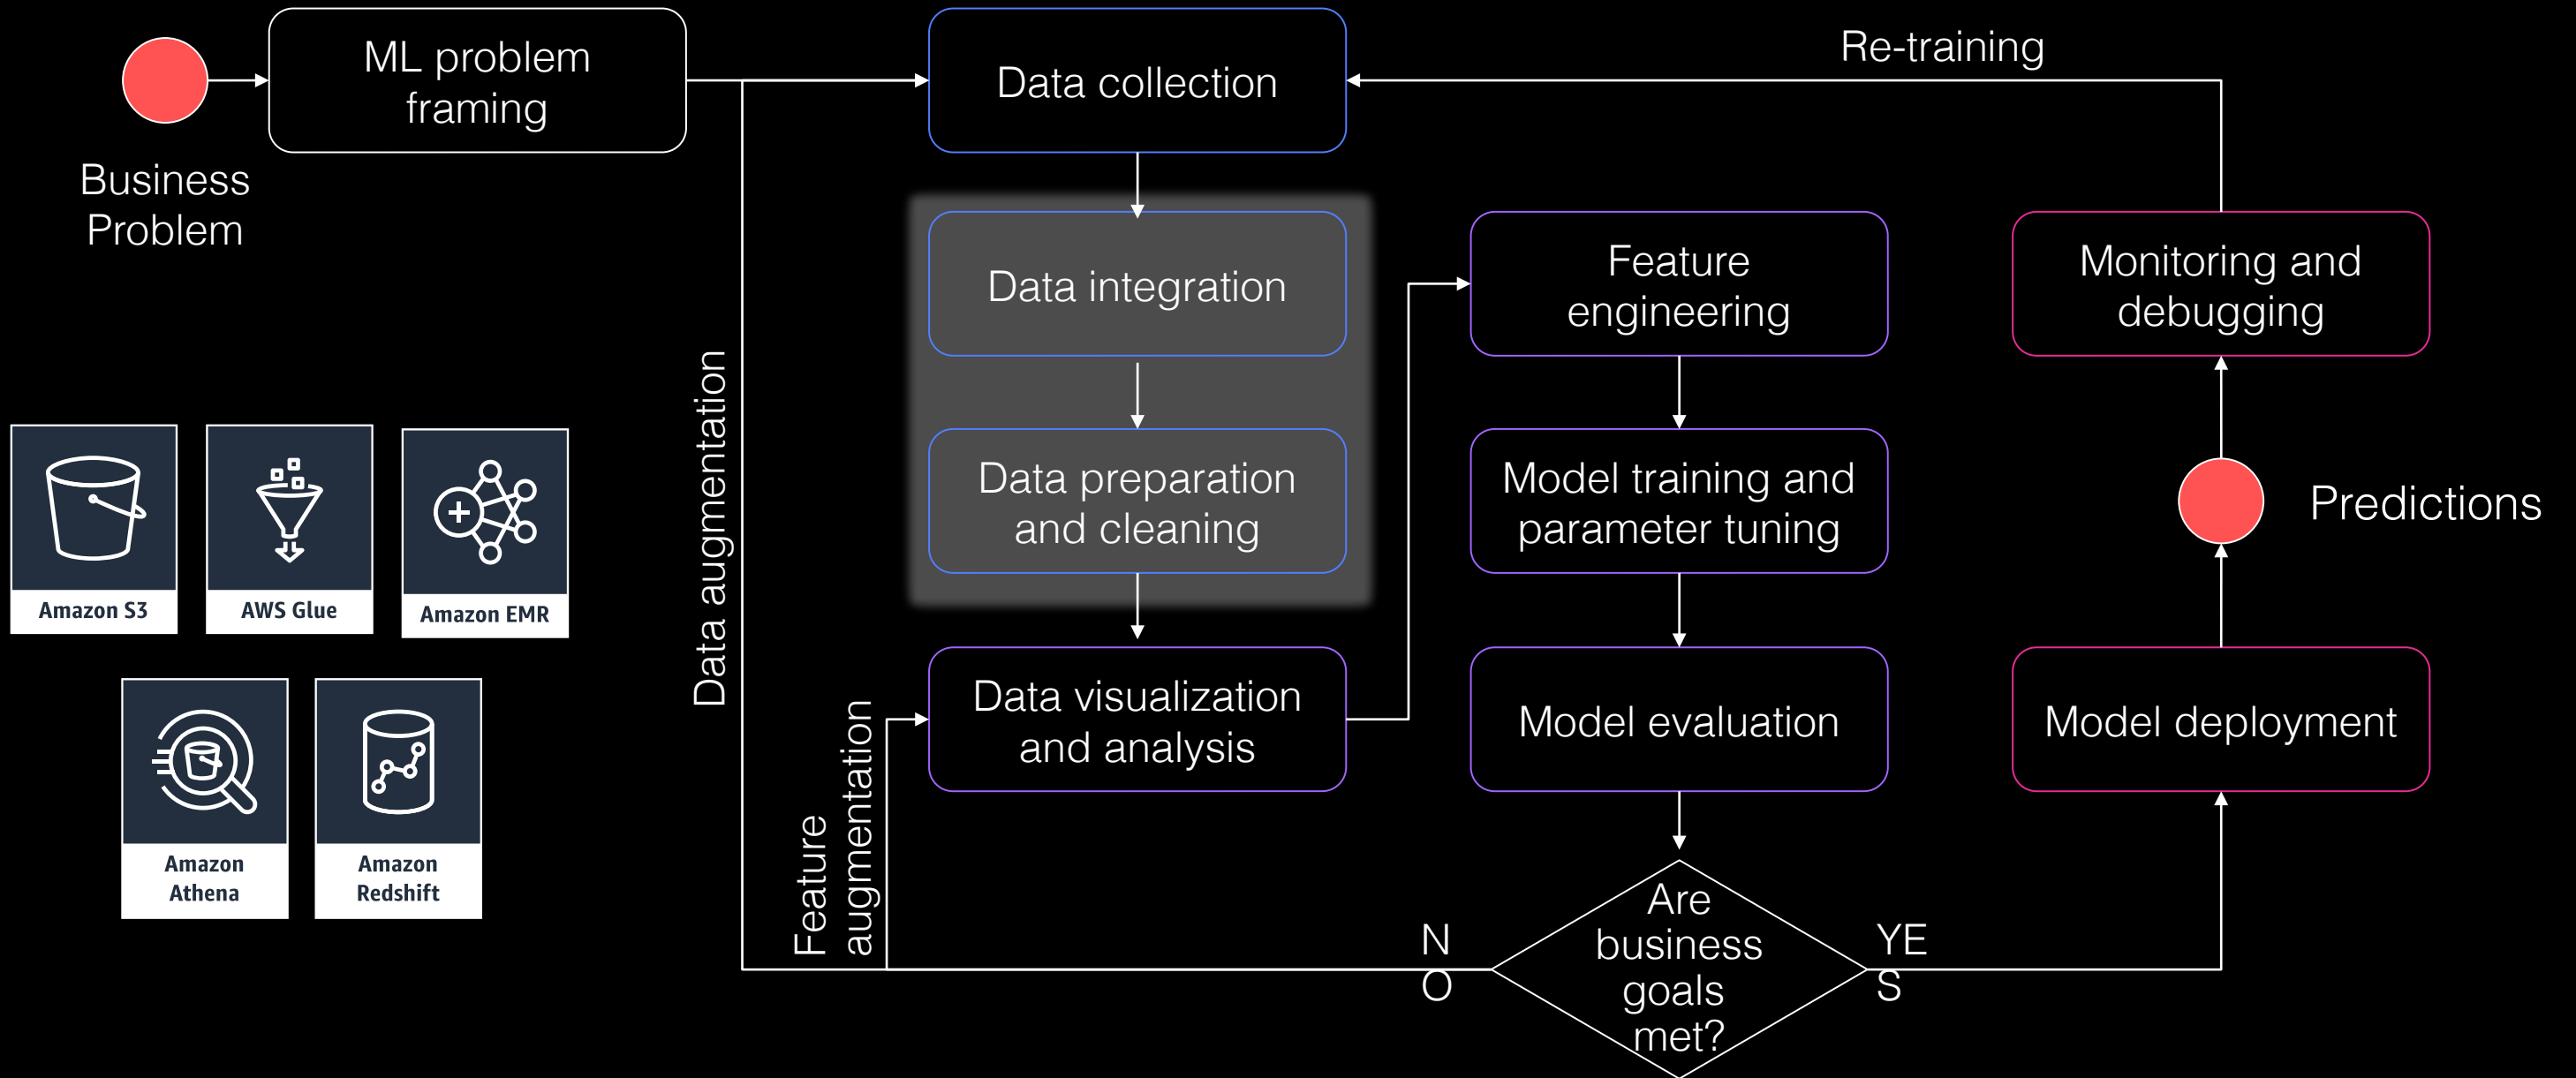 ML problem
framing
Data collection
Re-training
Business
Problem
Data integration
Feature
engineering
Monitoring and
debugging
Data augmentation
Data preparation
and cleaning
Model training and
parameter tuning
Predictions
Amazon S3
AWS Glue
Amazon EMR
Data visualization
and analysis
Model evaluation
Model deployment
Feature
augmentation
Amazon
Athena
Amazon
Redshift
N
O
Are
business
goals
met?
YE
S